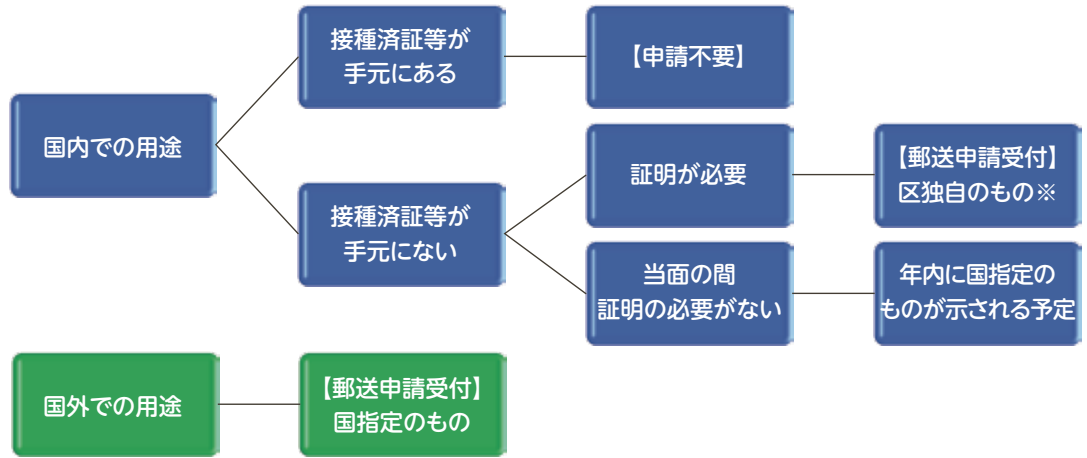 接種済証等が
手元にある
【申請不要】
国内での用途
証明が必要
【郵送申請受付】
区独自のもの※
接種済証等が
手元にない
当面の間
証明の必要がない
年内に国指定の
ものが示される予定
国外での用途
【郵送申請受付】
国指定のもの